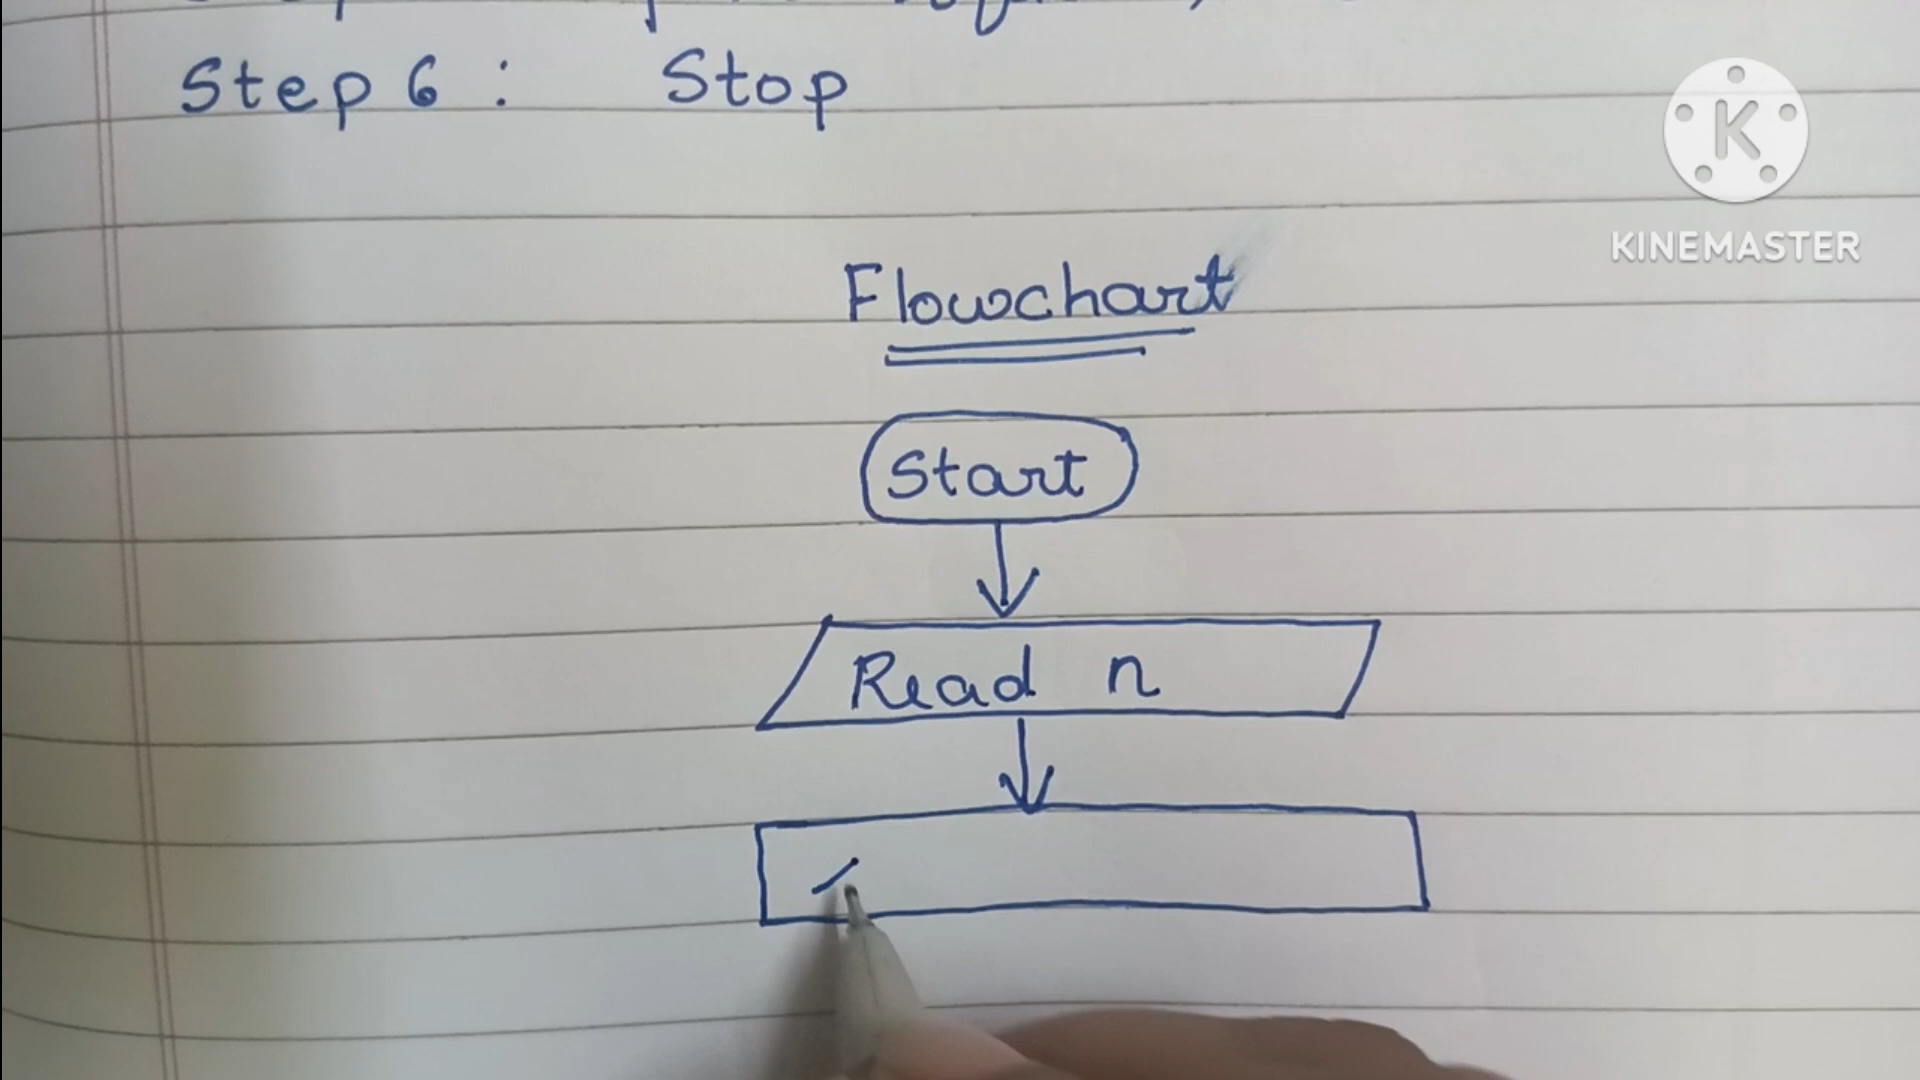 Step 6 : Stop
K
KINEMASTER
Flowchart
Start
Read n